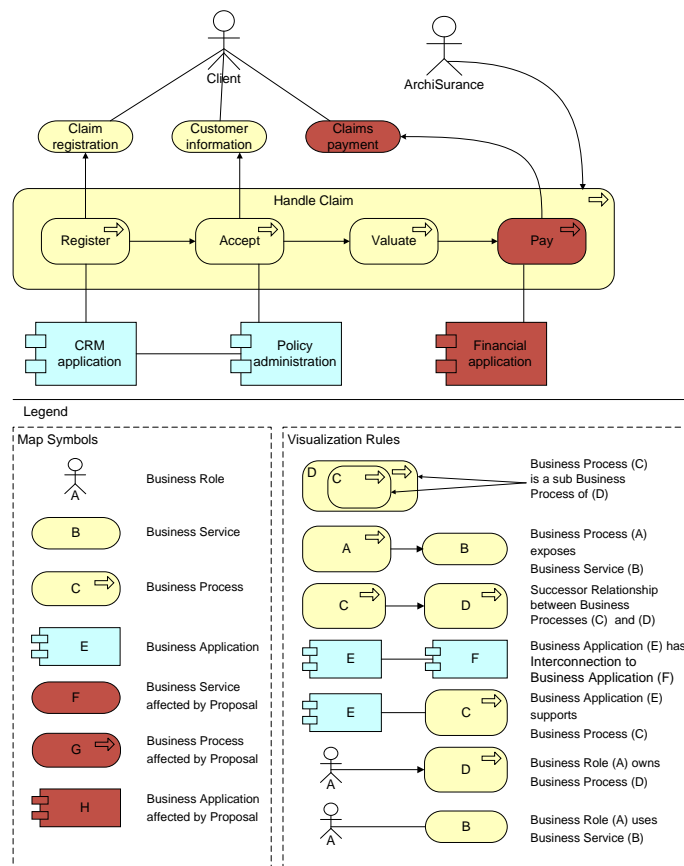 Client
ArchiSurance
Claim
registration
Customer
information
Claims
payment
Handle Claim
Register
Accept
Valuate
Pay
CRM
application
Policy
administration
Financial
application
Legend
Map Symbols
A
Business Role
B
Business Service
C
Business Process
E
Business Application
F
Business Service
affected by Proposal
G
Business Process
affected by Proposal
H
Business Application
affected by Proposal
Visualization Rules
D
C
Business Process (C)
is a sub Business
Process of (D)
A
B
Business Process (A)
exposes
Business Service (B)
C
D
Successor Relationship
between Business
Processes (C) and (D)
E
F
Business Application (E) has
Interconnection to
Business Application (F)
E
C
Business Application (E)
supports
Business Process (C)
A
D
Business Role (A) owns
Business Process (D)
A
B
Business Role (A) uses
Business Service (B)